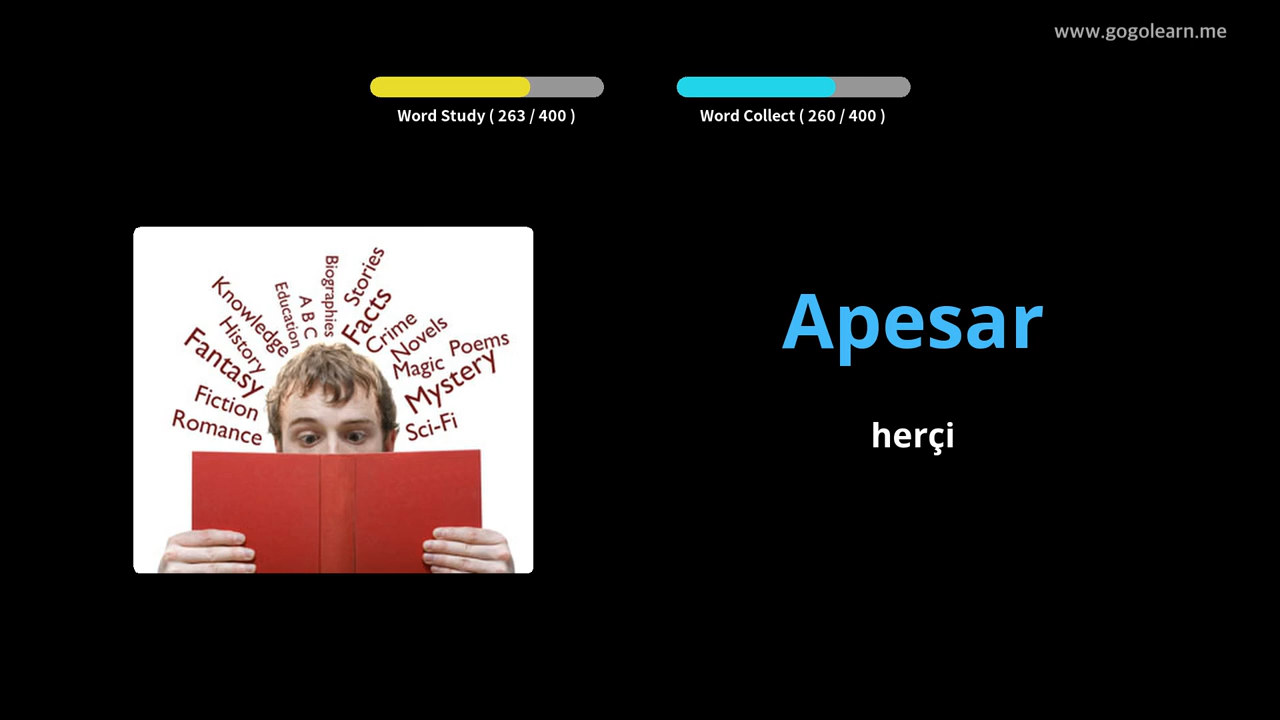 www.gogolearn.me
Word Study ( 263 / 400 )
Word Collect ( 260 / 400 )
Biographies
Stories
Education
A B C
Facts
Knowledge
Crime
History
Novels
Fantasy
Magic
Poems
Mystery
Fiction
Romance
Sci-Fi
Apesar
herçi